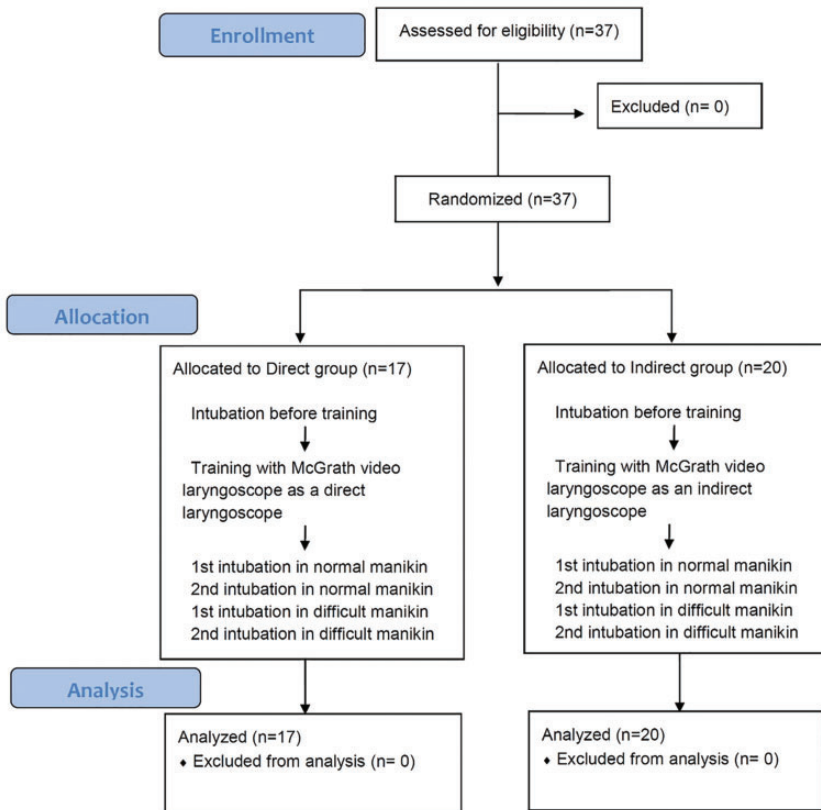 Enrollment
Assessed for eligibility (n=37)
Excluded (n= 0)
Randomized (n=37)
Allocation
Allocated to Direct group (n=17)
Intubation before training
Training with McGrath video
laryngoscope as a direct
laryngoscope
1st intubation in normal manikin
2nd intubation in normal manikin
1st intubation in difficult manikin
2nd intubation in difficult manikin
Allocated to Indirect group (n=20)
Intubation before training
Training with McGrath video
laryngoscope as an indirect
laryngoscope
1st intubation in normal manikin
2nd intubation in normal manikin
1st intubation in difficult manikin
2nd intubation in difficult manikin
Analysis
Analyzed (n=17)
♦ Excluded from analysis (n= 0)
Analyzed (n=20)
♦ Excluded from analysis (n= 0)